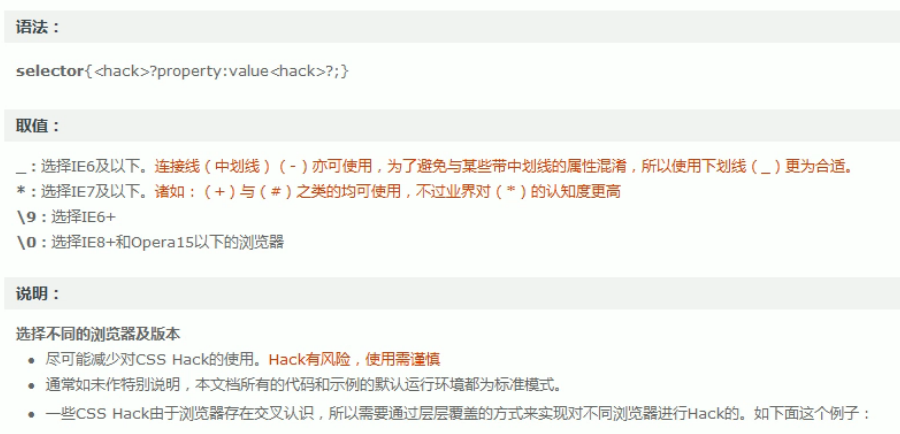 语法：
selector{<hack>?property:value<hack>?;}
取值：
_：选择IE6及以下。连接线（中划线）（-）亦可使用，为了避免与某些带中划线的属性混淆，所以使用下划线（_）更为合适。
*：选择IE7及以下。诸如：（+）与（#）之类的均可使用，不过业界对（*）的认知度更高
\9：选择IE6+
\0：选择IE8+和Opera15以下的浏览器
说明：
选择不同的浏览器及版本
● 尽可能减少对CSS Hack的使用。Hack有风险，使用需谨慎
● 通常如未作特别说明，本文档所有的代码和示例的默认运行环境都为标准模式。
● 一些CSS Hack由于浏览器存在交叉认识，所以需要通过层层覆盖的方式来实现对不同浏览器进行Hack的。如下面这个例子：